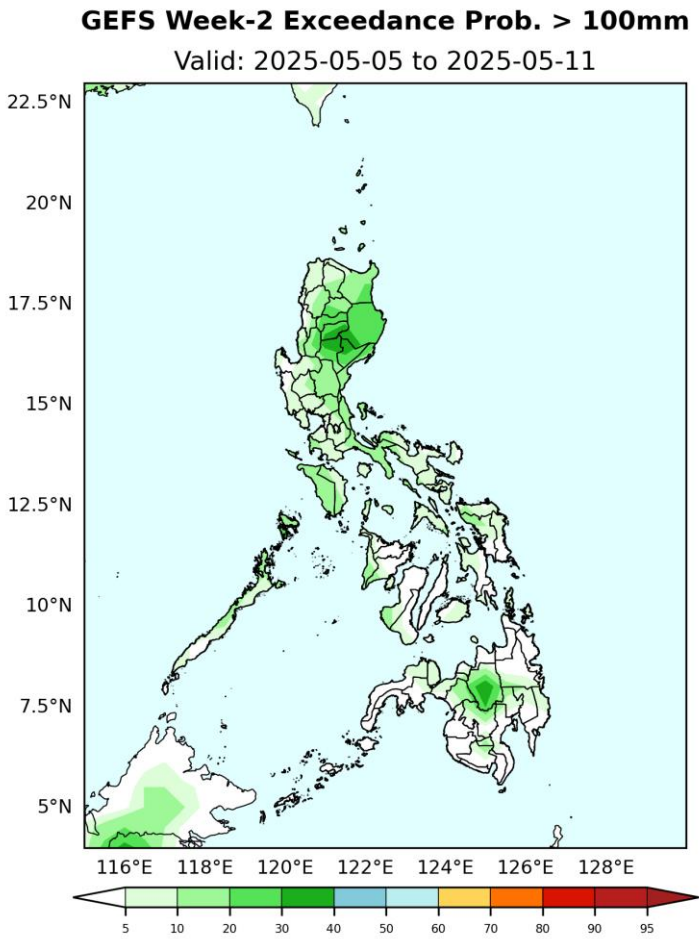 GEFS Week-2 Exceedance Prob. > 100mm
Valid: 2025-05-05 to 2025-05-11
22.5°N
20°N
17.5°N
15°N
12.5°N
10°N
7.5°N
5°N
116°E 118°E 120°E 122°E 124°E 126°E 128°E
5 10 20 30 40 50 60 70 80 90 95